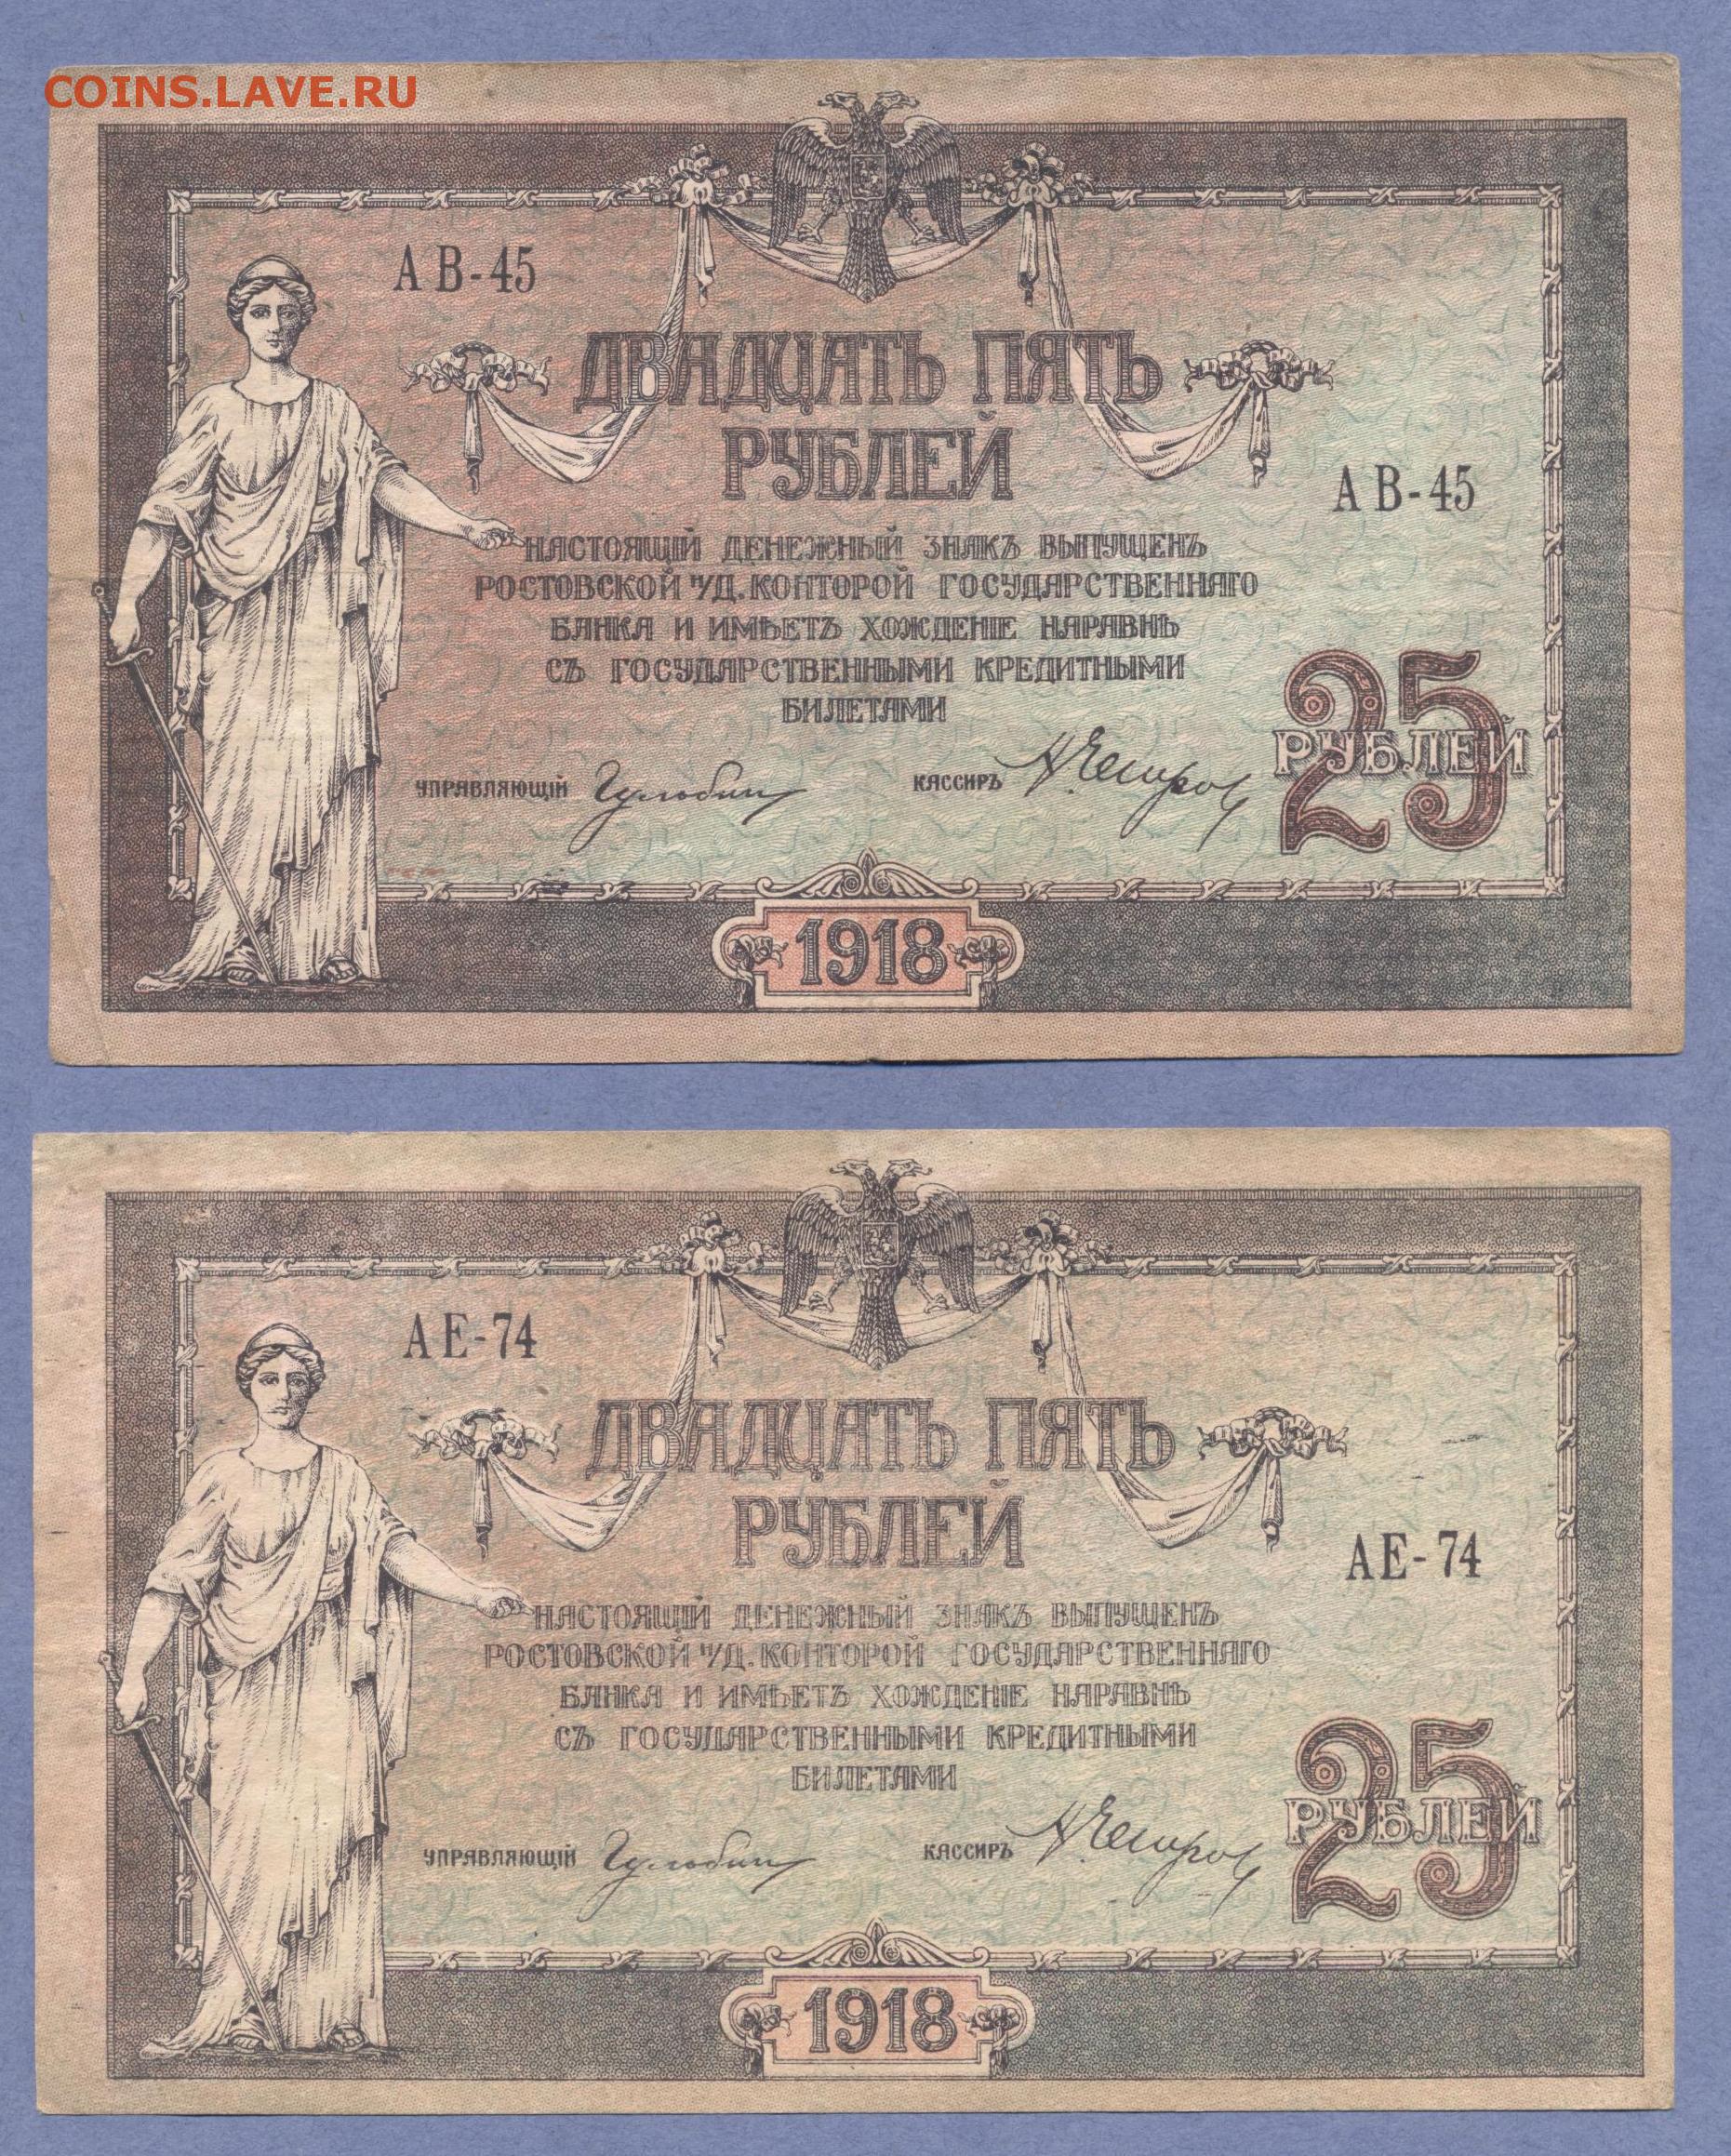 COINS.LAVE.RU
АВ-45
ДВАДЦАТЬ ПЯТЬ
РУБЛЕЙ
АВ-45
НАСТОЯЩІЙ ДЕНЕЖНЫЙ ЗНАКЪ ВЫПУЩЕНЪ
РОСТОВСКОЙ Н/Д. КОНТОРОЙ ГОСУДАРСТВЕННАГО
БАНКА И ИМѢЕТЪ ХОЖДЕНІЕ НАРАВНѢ
СЪ ГОСУДАРСТВЕННЫМИ КРЕДИТНЫМИ
БИЛЕТАМИ
25
РУБЛЕЙ
УПРАВЛЯЮЩІЙ КАССИРЪ
1918
АЕ-74
ДВАДЦАТЬ ПЯТЬ
РУБЛЕЙ
АЕ-74
НАСТОЯЩІЙ ДЕНЕЖНЫЙ ЗНАКЪ ВЫПУЩЕНЪ
РОСТОВСКОЙ Н/Д. КОНТОРОЙ ГОСУДАРСТВЕННАГО
БАНКА И ИМѢЕТЪ ХОЖДЕНІЕ НАРАВНѢ
СЪ ГОСУДАРСТВЕННЫМИ КРЕДИТНЫМИ
БИЛЕТАМИ
25
РУБЛЕЙ
УПРАВЛЯЮЩІЙ КАССИРЪ
1918